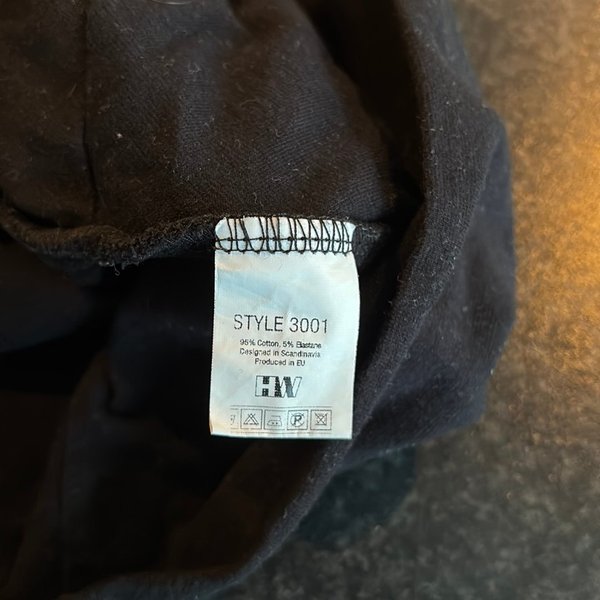 STYLE 3001
95% Cotton, 5% Elastane
Designed in Scandinavia
Produced in EU
HW
P